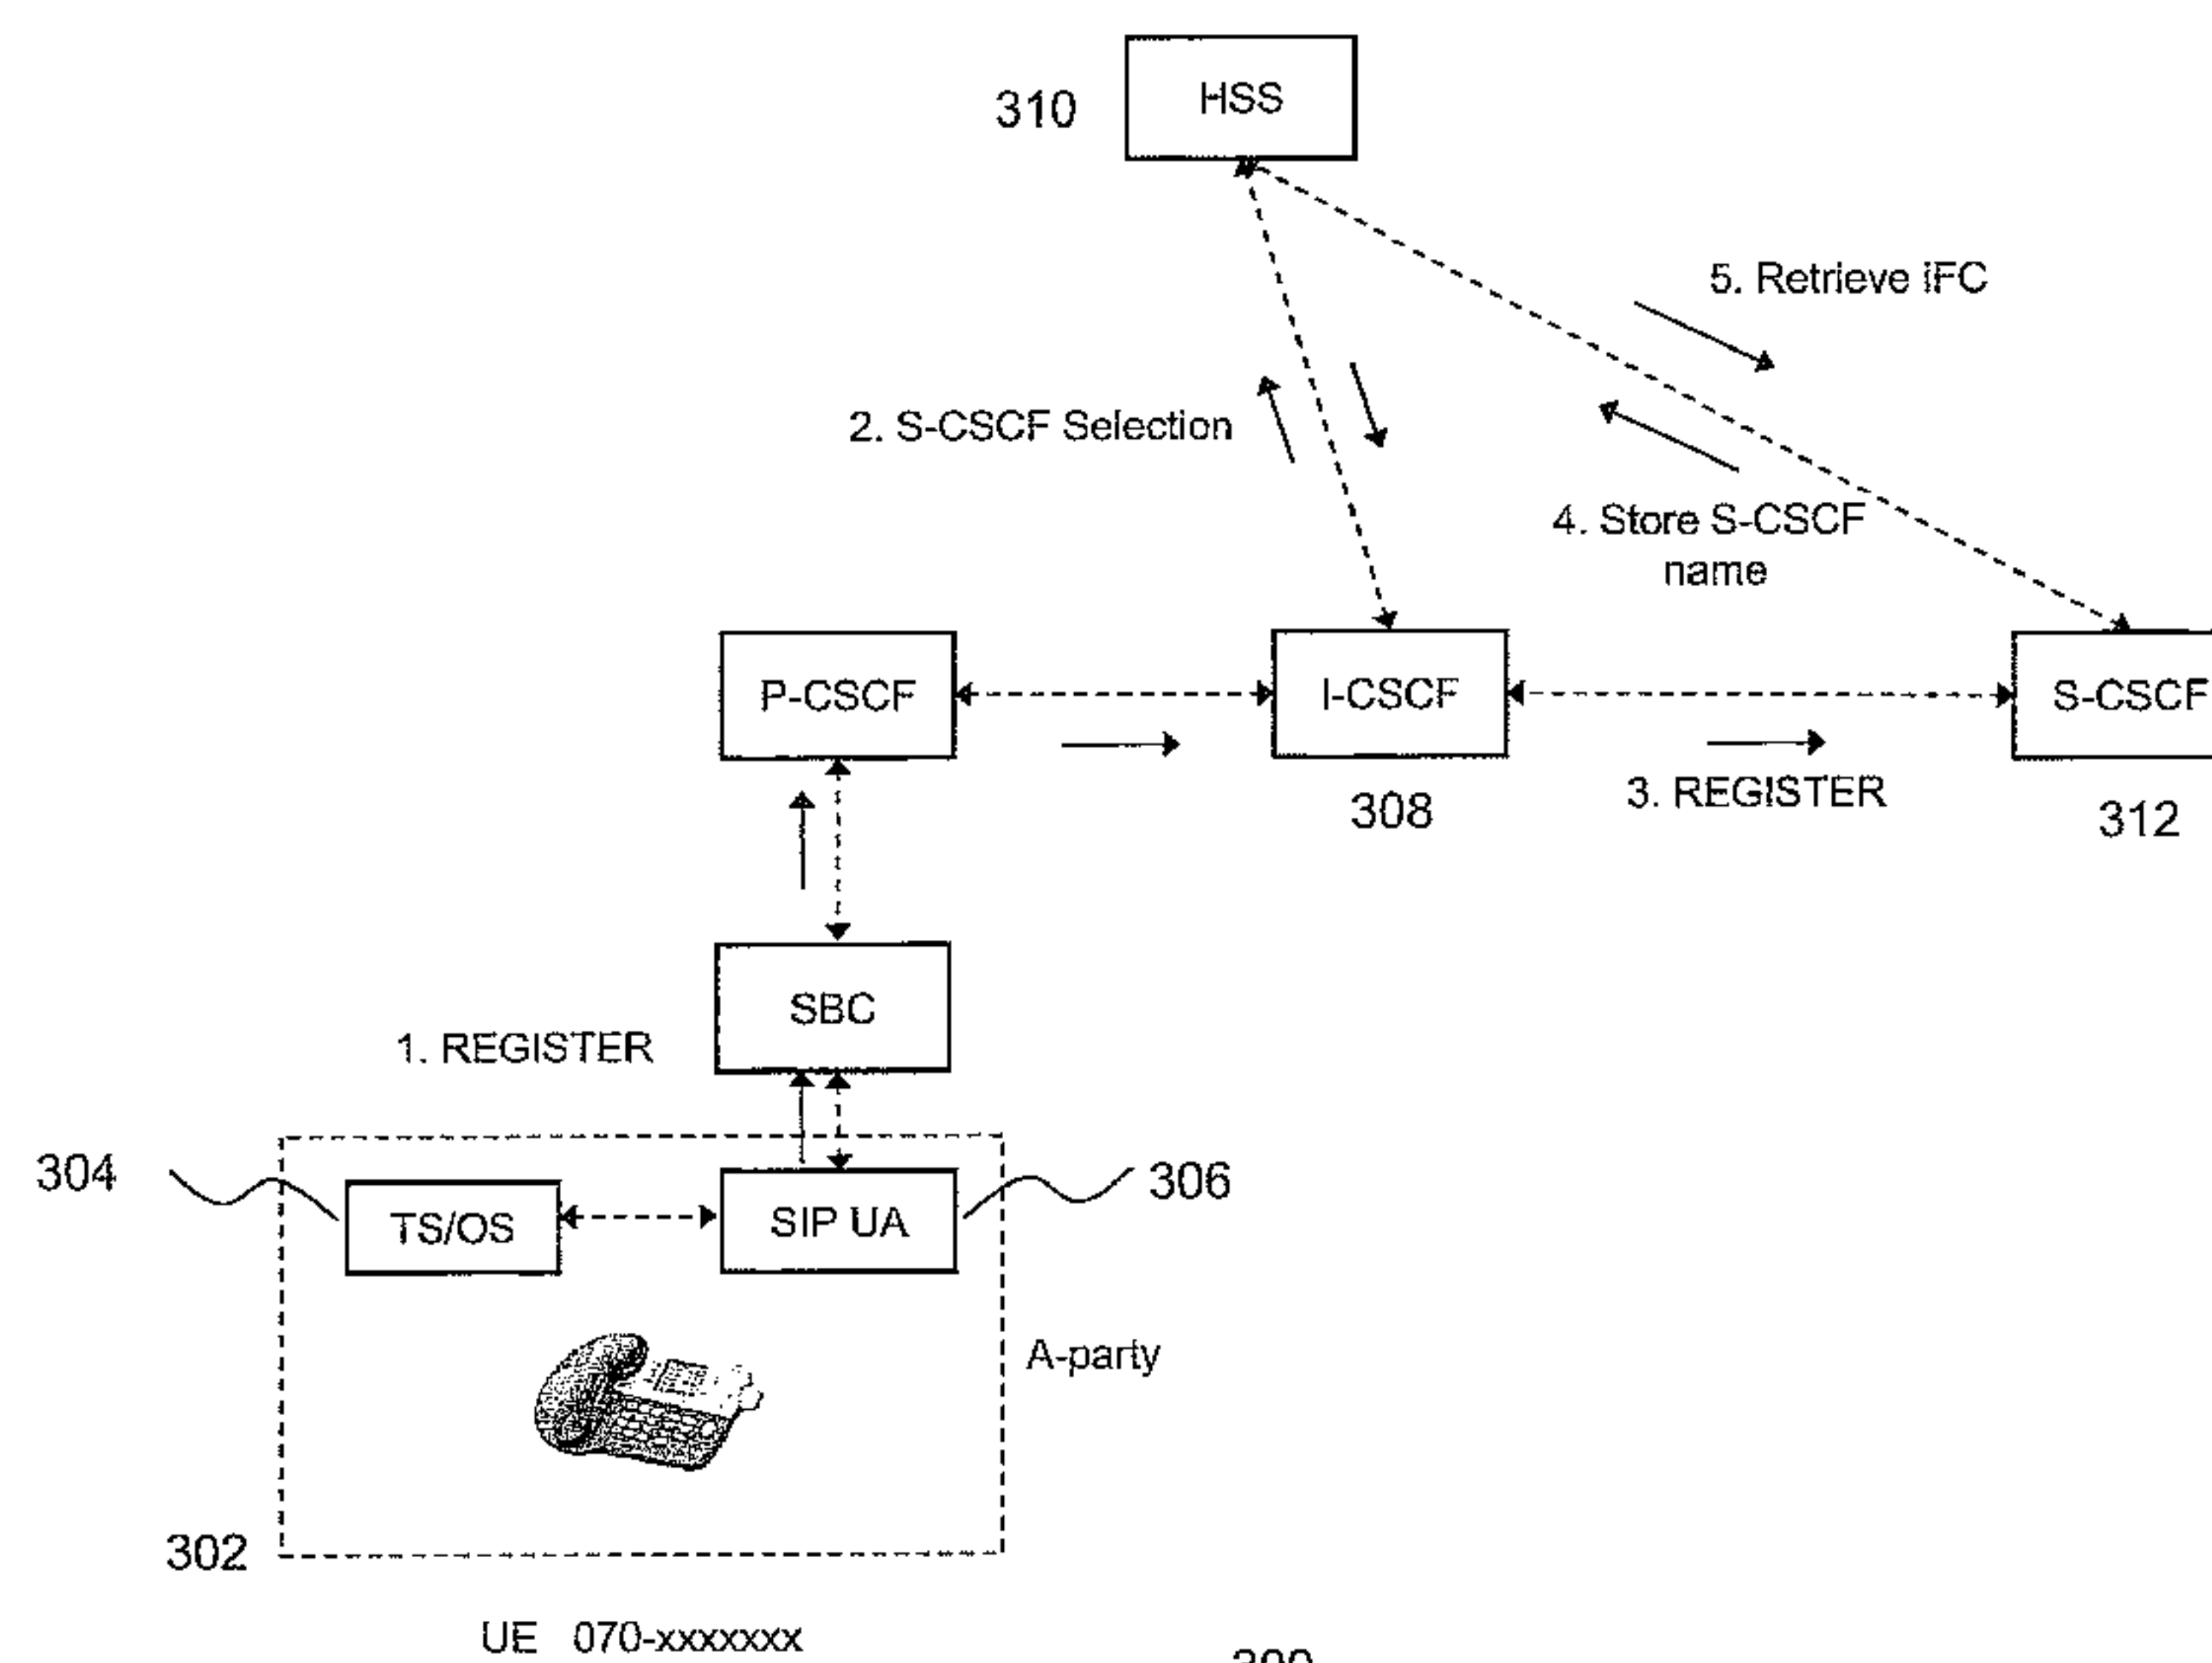 HSS
310
5. Retrieve iFC
2. S-CSCF Selection
4. Store S-CSCF
name
P-CSCF
I-CSCF
S-CSCF
308
3. REGISTER
312
SBC
1. REGISTER
304
306
TS/OS
SIP UA
A-party
302
UE 070-xxxxxxx